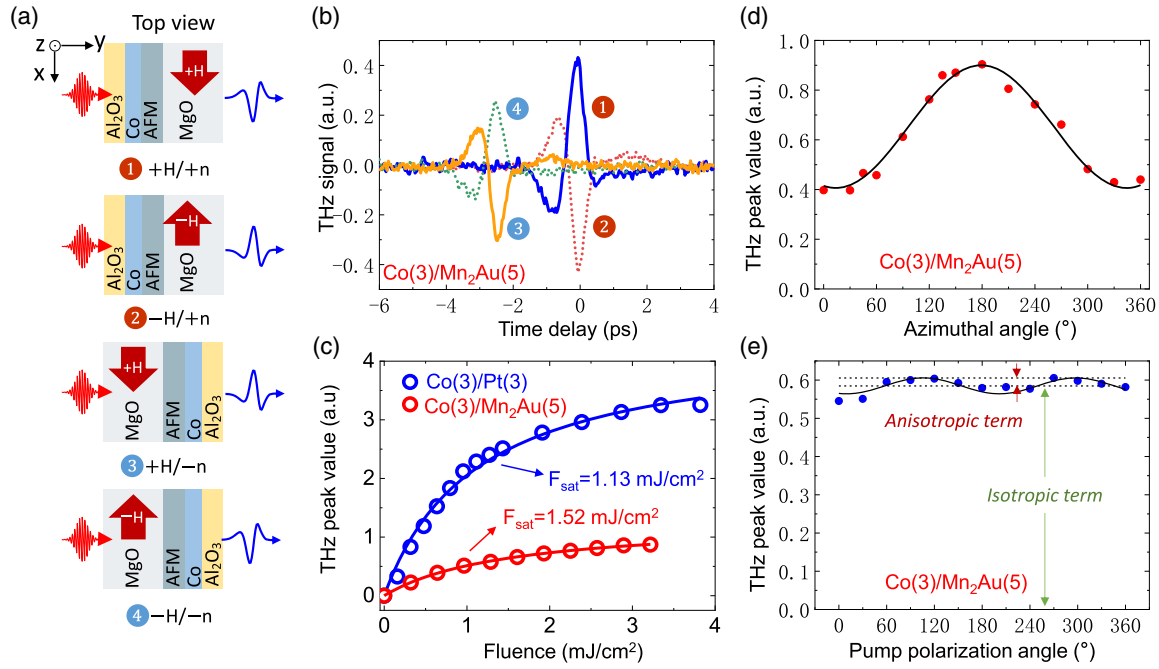 (a)
Top view
z
y
x
+H
Al₂O₃
Co
AFM
MgO
1 +H/+n
−H
Al₂O₃
Co
AFM
MgO
2 −H/+n
+H
MgO
AFM
Co
Al₂O₃
3 +H/−n
−H
MgO
AFM
Co
Al₂O₃
4 −H/−n
(b)
THz signal (a.u.)
0.4
0.2
0.0
-0.2
-0.4
4
1
3
2
Co(3)/Mn₂Au(5)
−6 −4 −2 0 2 4
Time delay (ps)
(c)
THz peak value (a.u.)
4
3
2
1
0
Co(3)/Pt(3)
Co(3)/Mn₂Au(5)
Fsat=1.13 mJ/cm²
Fsat=1.52 mJ/cm²
0 1 2 3 4
Fluence (mJ/cm²)
(d)
THz peak value (a.u.)
1.0
0.8
0.6
0.4
0.2
0.0
Co(3)/Mn₂Au(5)
0 60 120 180 240 300 360
Azimuthal angle (°)
(e)
THz peak value (a.u.)
0.6
0.5
0.4
0.3
0.2
0.1
0.0
Anisotropic term
Isotropic term
Co(3)/Mn₂Au(5)
0 60 120 180 240 300 360
Pump polarization angle (°)